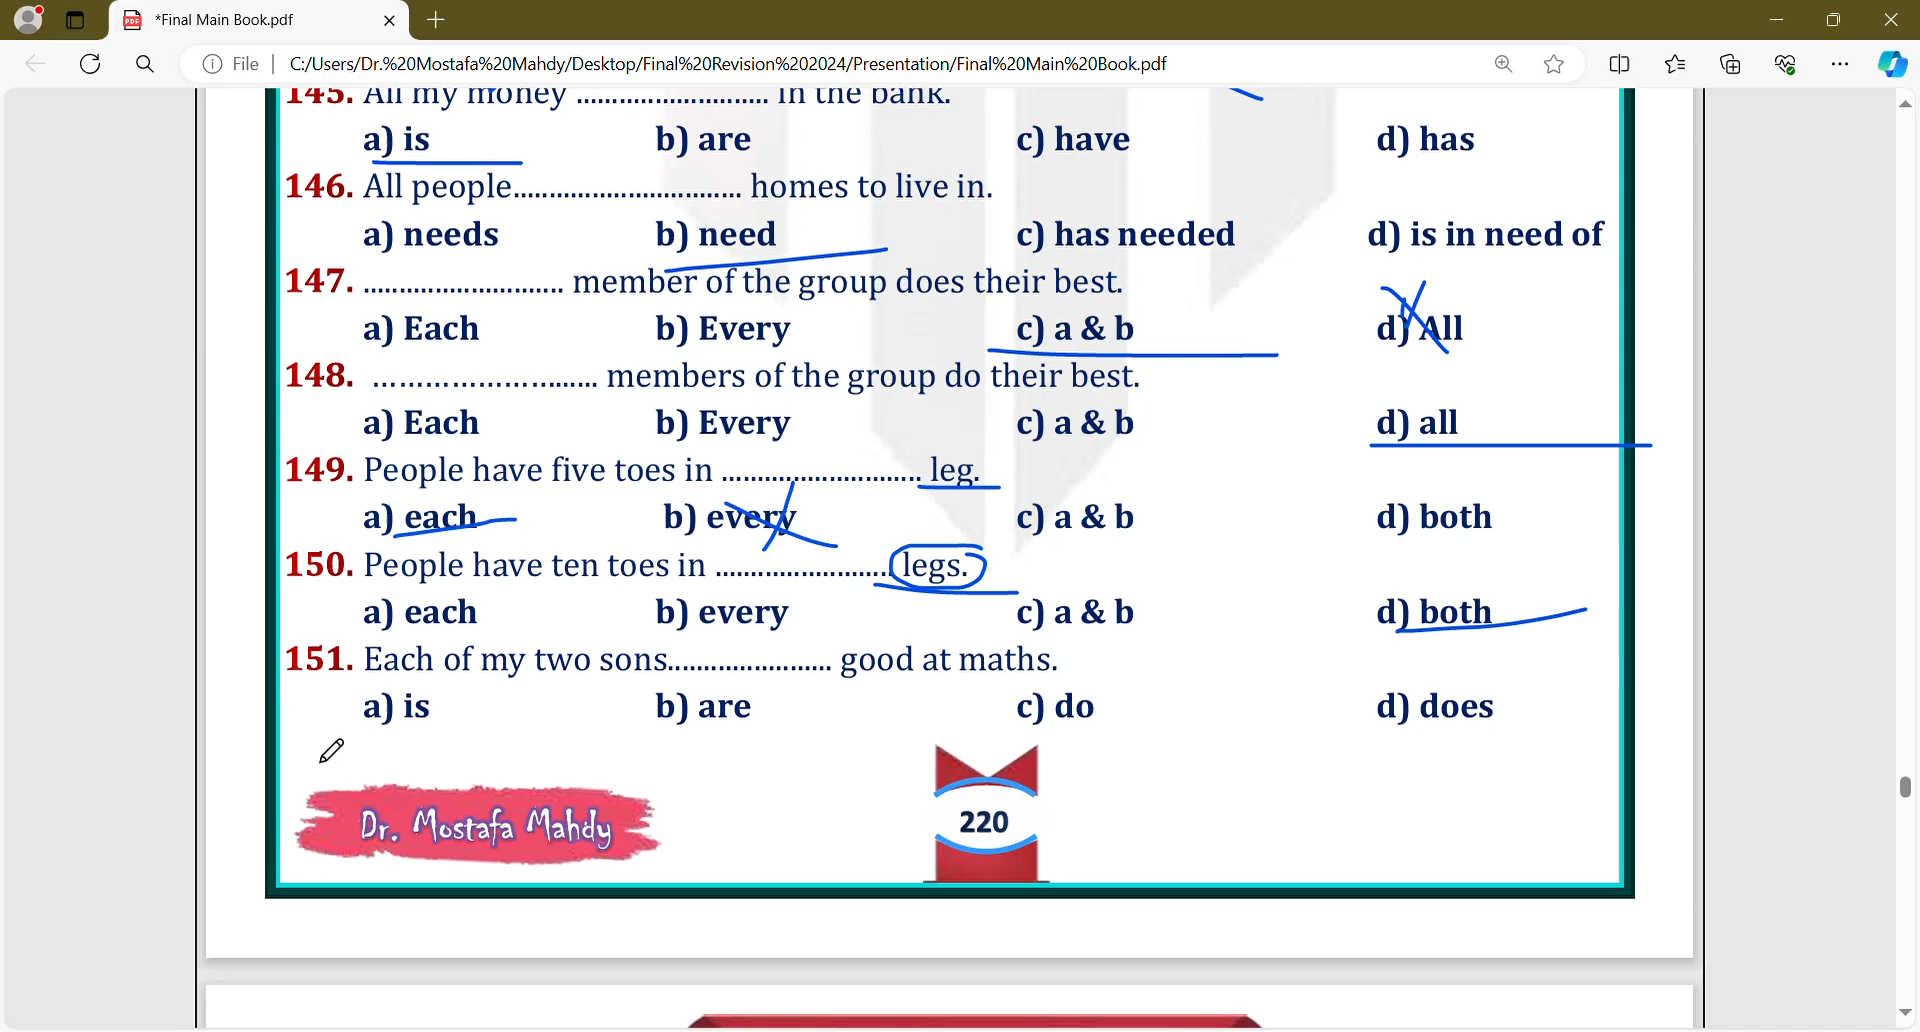 *Final Main Book.pdf
File | C:/Users/Dr.%20Mostafa%20Mahdy/Desktop/Final%20Revision%202024/Presentation/Final%20Main%20Book.pdf
145. All my money ........................... in the bank.
a) is b) are c) have d) has
146. All people................................ homes to live in.
a) needs b) need c) has needed d) is in need of
147. ............................ member of the group does their best.
a) Each b) Every c) a & b d) All
148. ............................ members of the group do their best.
a) Each b) Every c) a & b d) all
149. People have five toes in ............................ leg.
a) each b) every c) a & b d) both
150. People have ten toes in ......................... legs.
a) each b) every c) a & b d) both
151. Each of my two sons....................... good at maths.
a) is b) are c) do d) does
Dr. Mostafa Mahdy
220